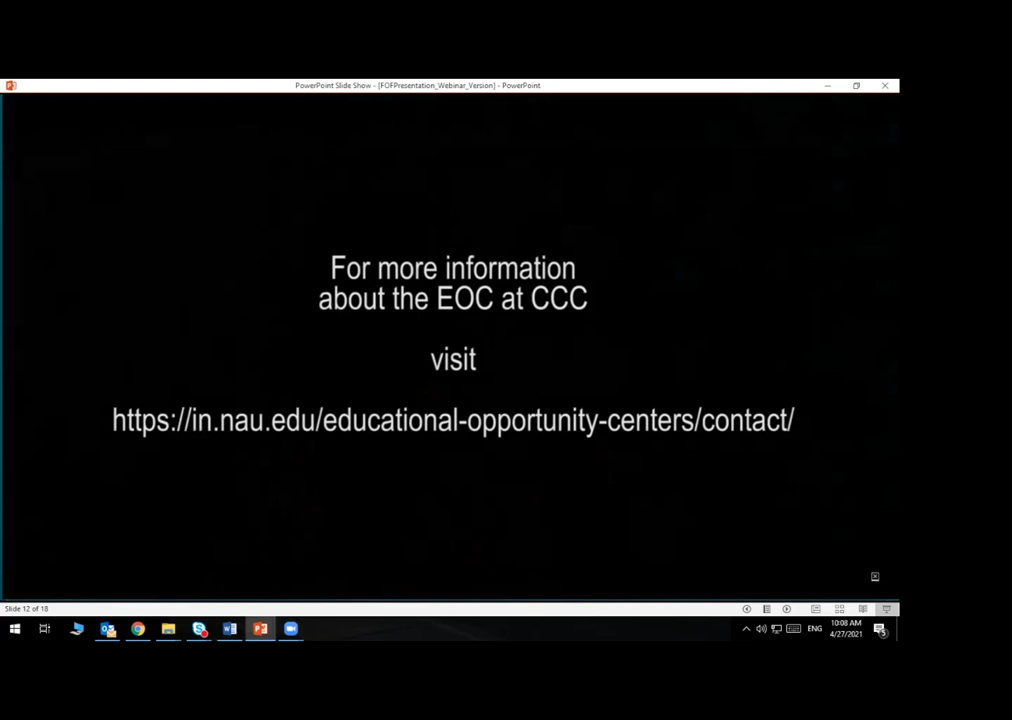 PowerPoint Slide Show - [FOFPresentation_Webinar_Version] - PowerPoint
For more information
about the EOC at CCC
visit
https://in.nau.edu/educational-opportunity-centers/contact/
Slide 12 of 18
ENG
10:08 AM
4/27/2021
5